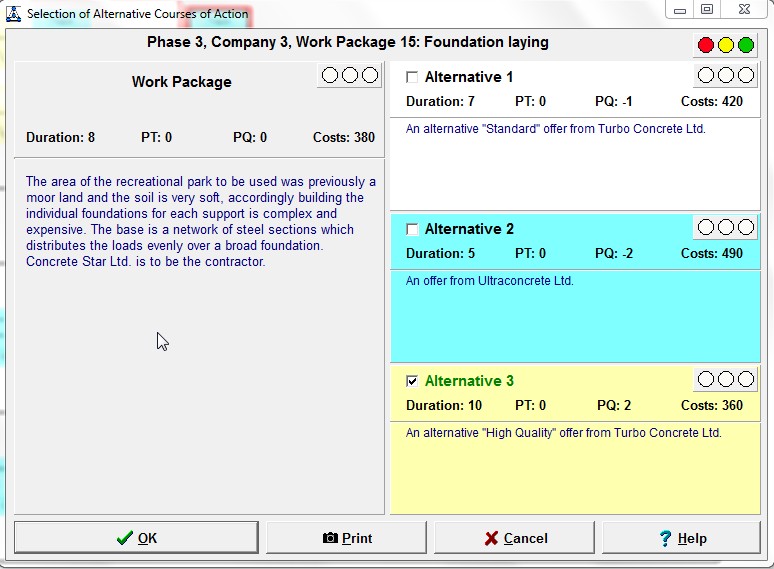 Selection of Alternative Courses of Action
Phase 3, Company 3, Work Package 15: Foundation laying
Work Package
Duration: 8 PT: 0 PQ: 0 Costs: 380
The area of the recreational park to be used was previously a
moor land and the soil is very soft, accordingly building the
individual foundations for each support is complex and
expensive. The base is a network of steel sections which
distributes the loads evenly over a broad foundation.
Concrete Star Ltd. is to be the contractor.
Alternative 1
Duration: 7 PT: 0 PQ: -1 Costs: 420
An alternative "Standard" offer from Turbo Concrete Ltd.
Alternative 2
Duration: 5 PT: 0 PQ: -2 Costs: 490
An offer from Ultraconcrete Ltd.
Alternative 3
Duration: 10 PT: 0 PQ: 2 Costs: 360
An alternative "High Quality" offer from Turbo Concrete Ltd.
OK Print Cancel Help